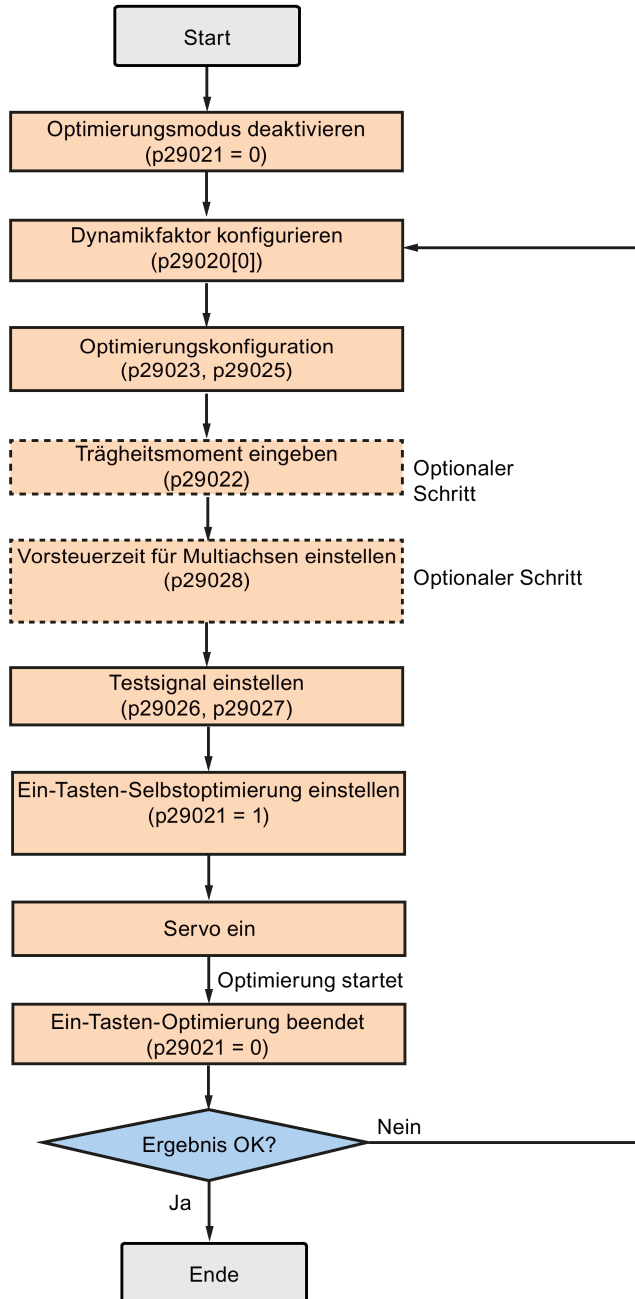 Start
Optimierungsmodus deaktivieren
(p29021 = 0)
Dynamikfaktor konfigurieren
(p29020[0])
Optimierungskonfiguration
(p29023, p29025)
Trägheitsmoment eingeben
(p29022)
Optionaler
Schritt
Vorsteuerzeit für Multiachsen einstellen
(p29028)
Optionaler Schritt
Testsignal einstellen
(p29026, p29027)
Ein-Tasten-Selbstoptimierung einstellen
(p29021 = 1)
Servo ein
Optimierung startet
Ein-Tasten-Optimierung beendet
(p29021 = 0)
Ergebnis OK?
Nein
Ja
Ende